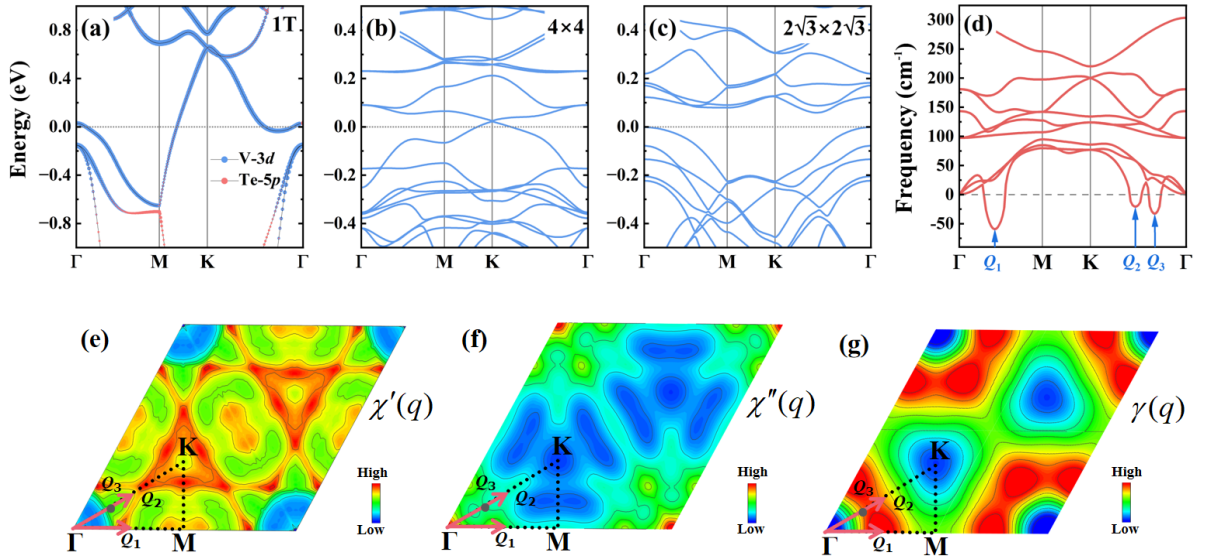 (a) 1T
Energy (eV)
0.8
0.4
0.0
−0.4
−0.8
V-3d
Te-5p
Γ M K Γ
(b) 4×4
0.4
0.2
0.0
−0.2
−0.4
Γ M K Γ
(c) 2√3×2√3
0.4
0.2
0.0
−0.2
−0.4
Γ M K Γ
(d)
Frequency (cm⁻¹)
300
250
200
150
100
50
0
-50
Γ Q₁ M K Q₂ Q₃ Γ
(e)
χ′(q)
K
Q₃
Q₂
Γ Q₁ M
High
Low
(f)
χ″(q)
K
Q₃
Q₂
Γ Q₁ M
High
Low
(g)
γ(q)
K
Q₃
Q₂
Γ Q₁ M
High
Low